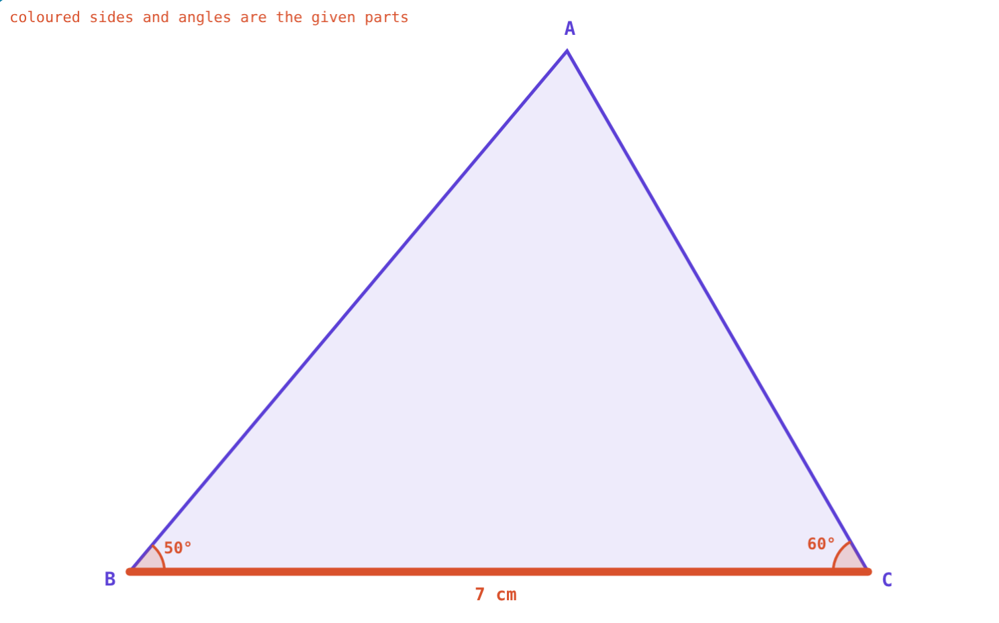 coloured sides and angles are the given parts
A
50°
60°
B
C
7 cm